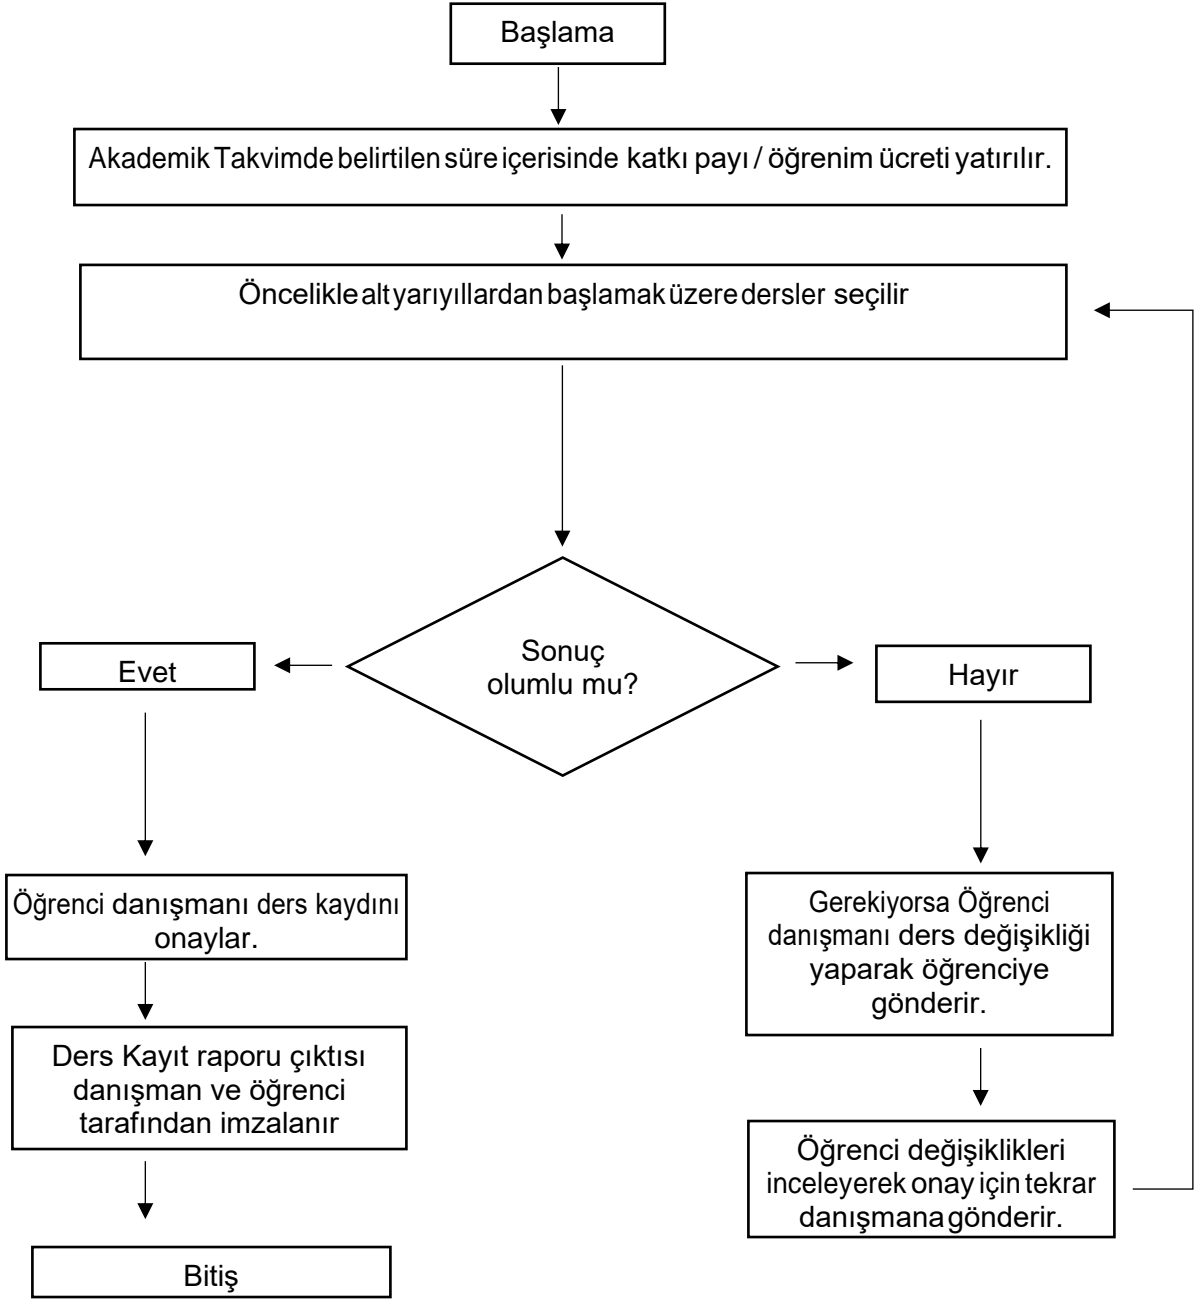 Başlama
Akademik Takvimde belirtilen süre içerisinde katkı payı / öğrenim ücreti yatırılır.
Öncelikle alt yarıyıllardan başlamak üzere dersler seçilir
Sonuç
olumlu mu?
Evet
Hayır
Öğrenci danışmanı ders kaydını
onaylar.
Ders Kayıt raporu çıktısı
danışman ve öğrenci
tarafından imzalanır
Bitiş
Gerekiyorsa Öğrenci
danışmanı ders değişikliği
yaparak öğrenciye
gönderir.
Öğrenci değişiklikleri
inceleyerek onay için tekrar
danışmana gönderir.